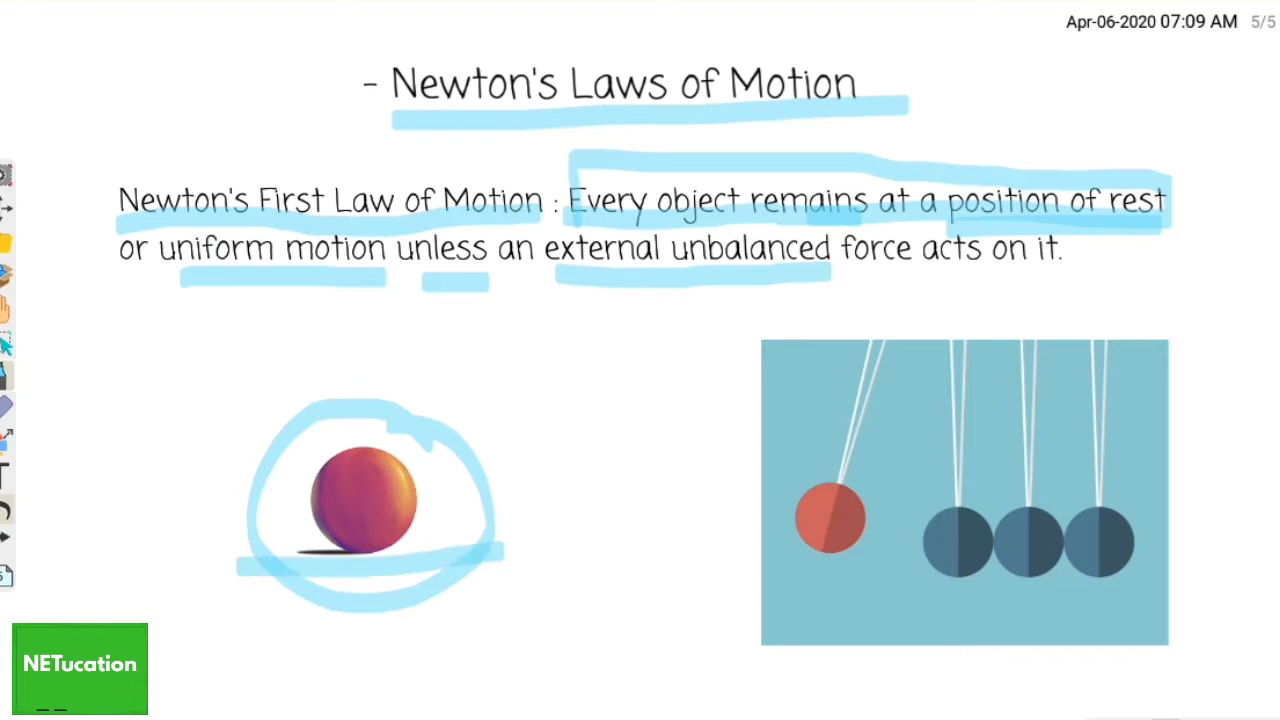 Apr-06-2020 07:09 AM 5/5
- Newton's Laws of Motion
Newton's First Law of Motion : Every object remains at a position of rest
or uniform motion unless an external unbalanced force acts on it.
NETucation